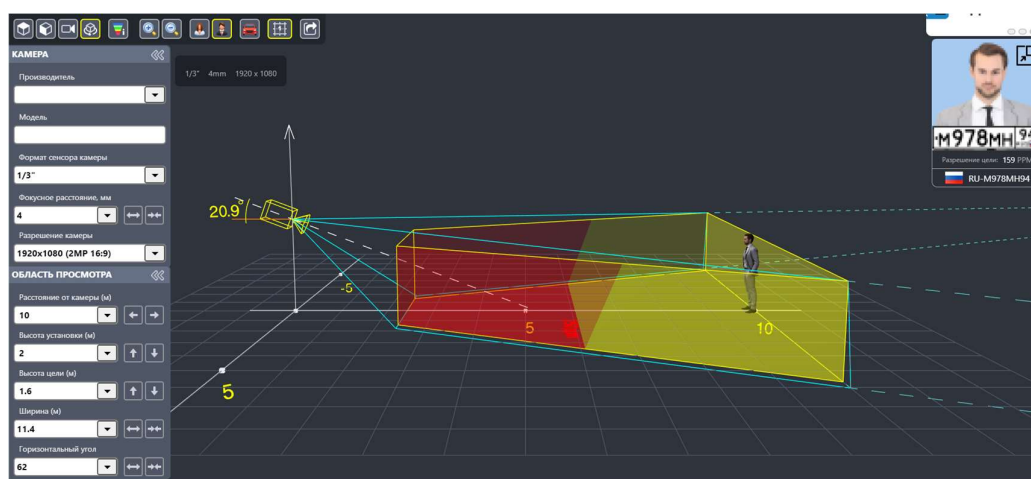 КАМЕРА
Производитель
Модель
Формат сенсора камеры
1/3"
Фокусное расстояние, мм
4
Разрешение камеры
1920x1080 (2MP 16:9)
ОБЛАСТЬ ПРОСМОТРА
Расстояние от камеры (м)
10
Высота установки (м)
2
Высота цели (м)
1.6
Ширина (м)
11.4
Горизонтальный угол
62
1/3" 4mm 1920 x 1080
20.9°
-5
5
10
5
М978МН 94
Разрешение цели: 159 PPM
RU-M978MH94